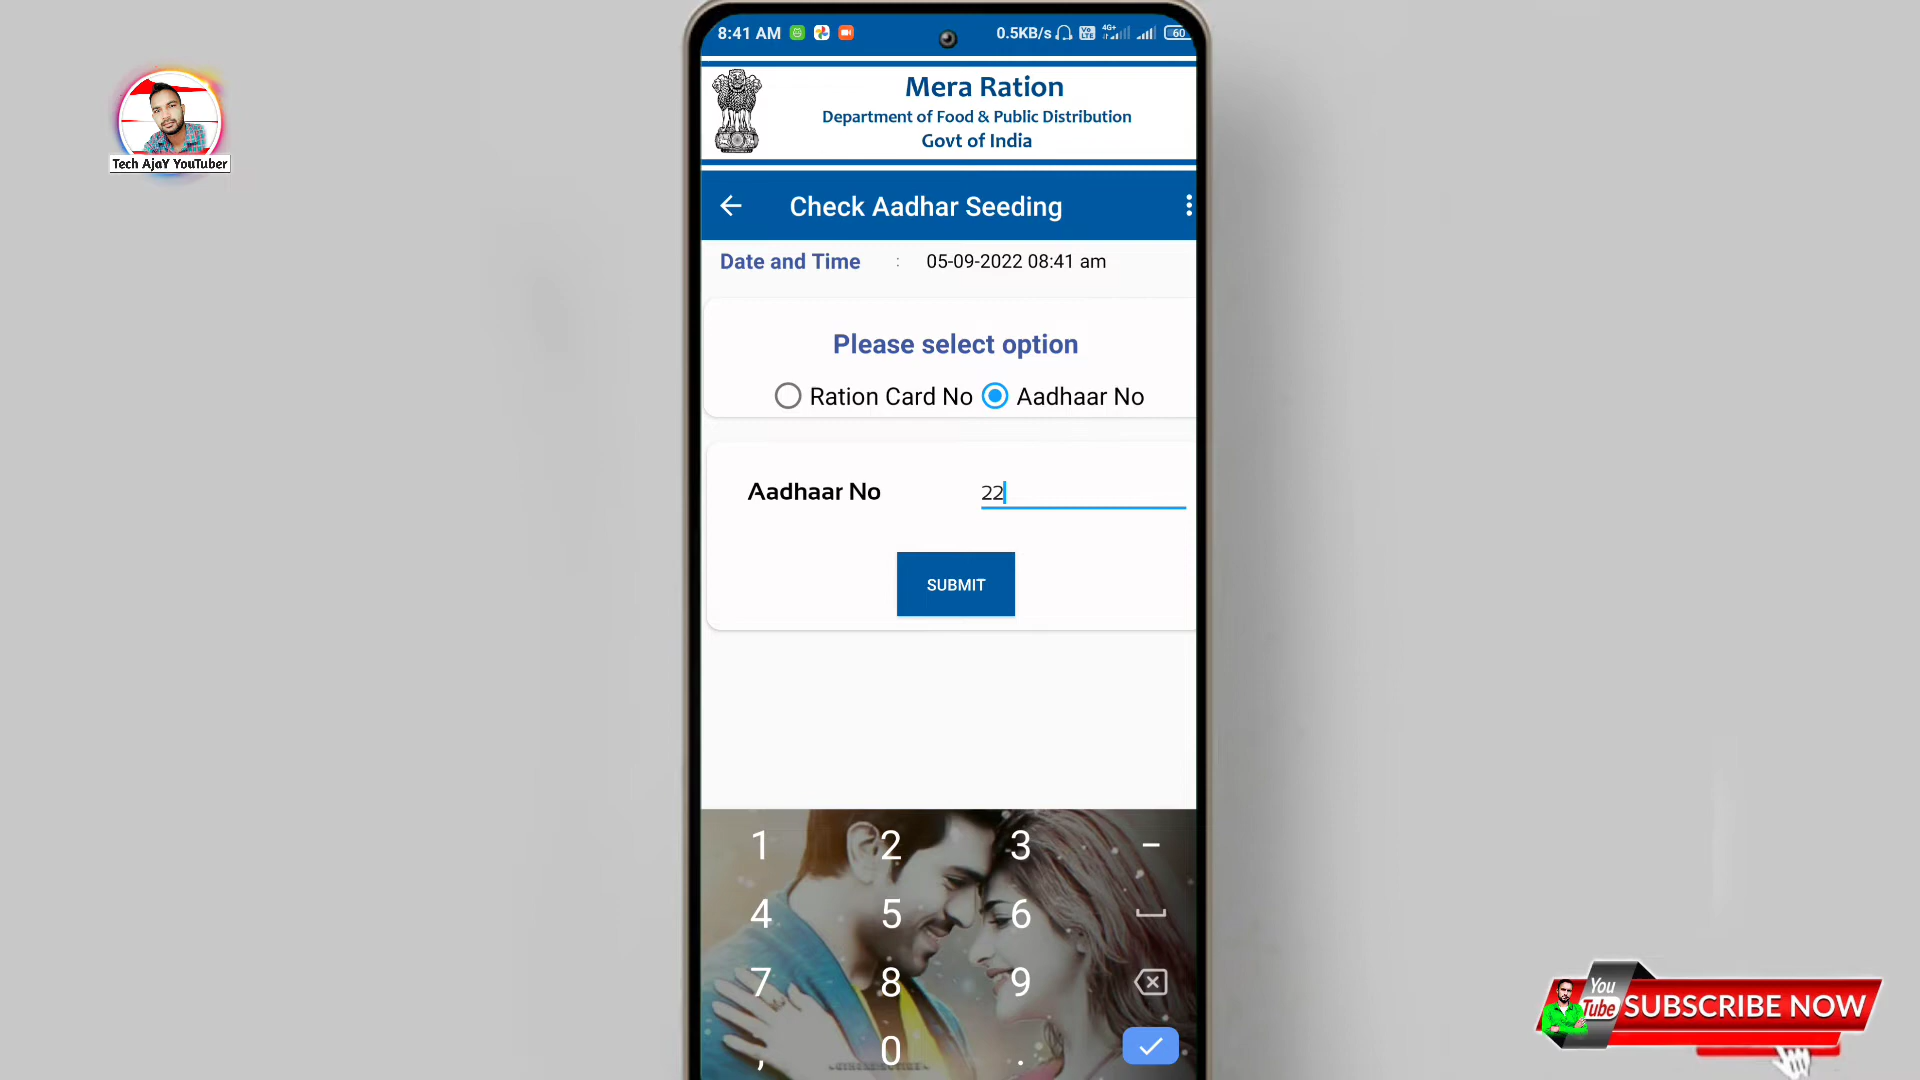 8:41 AM 0.5KB/s 4G+ 60
Mera Ration
Department of Food & Public Distribution
Govt of India
Tech AjaY YouTuber
Check Aadhar Seeding
Date and Time : 05-09-2022 08:41 am
Please select option
Ration Card No Aadhaar No
Aadhaar No 22
SUBMIT
1 2 3 -
4 5 6
7 8 9
, 0 .
You
Tube SUBSCRIBE NOW